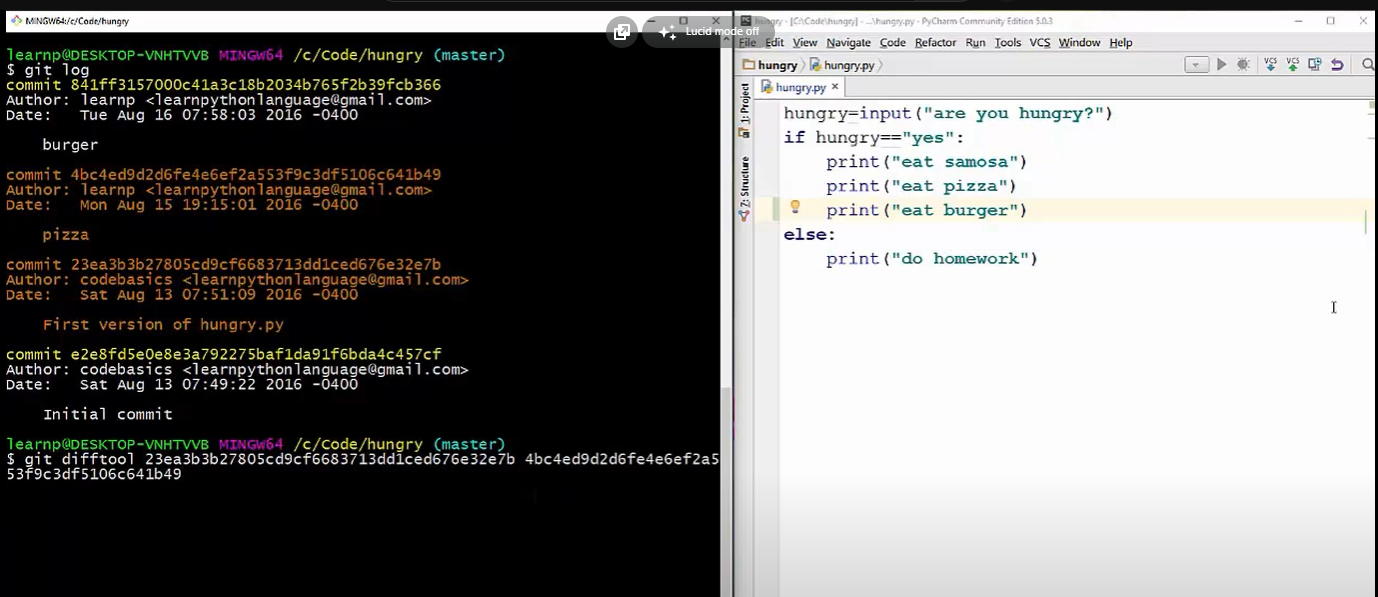 MINGW64:/c/Code/hungry
learnp@DESKTOP-VNHTVVB MINGW64 /c/Code/hungry (master)
$ git log
commit 841ff3157000c41a3c18b2034b765f2b39fcb366
Author: learnp <learnpythonlanguage@gmail.com>
Date:   Tue Aug 16 07:58:03 2016 -0400
burger
commit 4bc4ed9d2d6fe4e6ef2a553f9c3df5106c641b49
Author: learnp <learnpythonlanguage@gmail.com>
Date:   Mon Aug 15 19:15:01 2016 -0400
pizza
commit 23ea3b3b27805cd9cf6683713dd1ced676e32e7b
Author: codebasics <learnpythonlanguage@gmail.com>
Date:   Sat Aug 13 07:51:09 2016 -0400
First version of hungry.py
commit e2e8fd5e0e8e3a792275baf1da91f6bda4c457cf
Author: codebasics <learnpythonlanguage@gmail.com>
Date:   Sat Aug 13 07:49:22 2016 -0400
Initial commit
learnp@DESKTOP-VNHTVVB MINGW64 /c/Code/hungry (master)
$ git difftool 23ea3b3b27805cd9cf6683713dd1ced676e32e7b 4bc4ed9d2d6fe4e6ef2a5
53f9c3df5106c641b49
Lucid mode off
hungry - [C:\Code\hungry] - ...\hungry.py - PyCharm Community Edition 5.0.3
File Edit View Navigate Code Refactor Run Tools VCS Window Help
hungry hungry.py
VCS VCS
hungry.py
1: Project
7: Structure
hungry=input("are you hungry?")
if hungry=="yes":
    print("eat samosa")
    print("eat pizza")
    print("eat burger")
else:
    print("do homework")